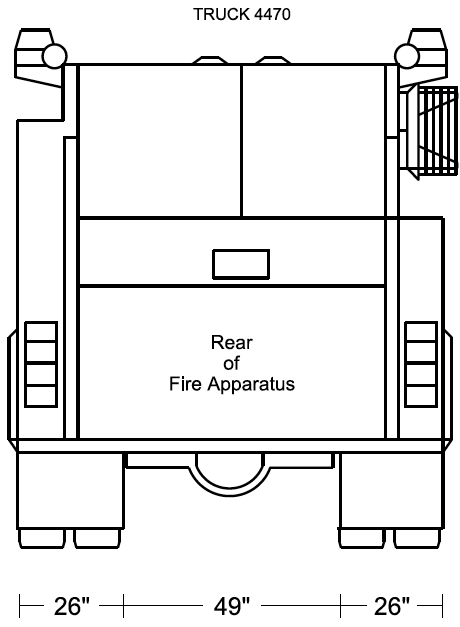 TRUCK 4470
Rear
of
Fire Apparatus
26" 49" 26"